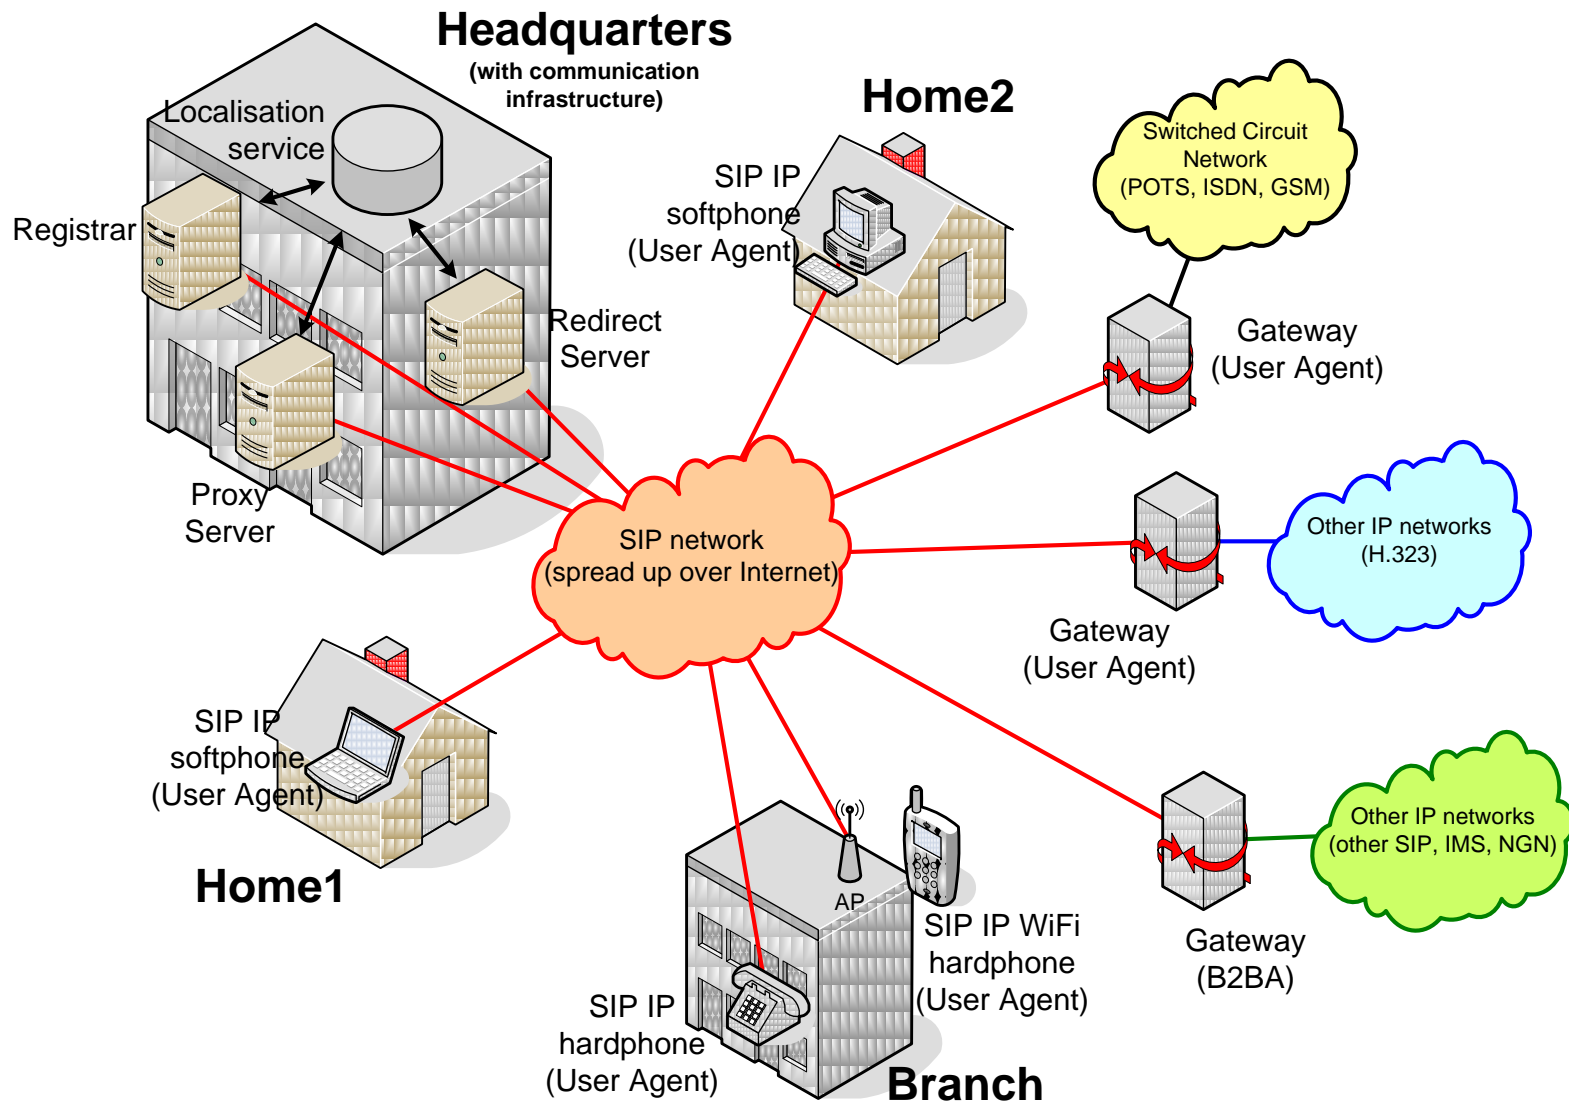 Headquarters
(with communication
infrastructure)
Localisation
service
Registrar
Redirect
Server
Proxy
Server
Home2
SIP IP
softphone
(User Agent)
Switched Circuit
Network
(POTS, ISDN, GSM)
Gateway
(User Agent)
SIP network
(spread up over Internet)
Other IP networks
(H.323)
Gateway
(User Agent)
SIP IP
softphone
(User Agent)
Home1
Other IP networks
(other SIP, IMS, NGN)
Gateway
(B2BA)
AP
SIP IP WiFi
hardphone
(User Agent)
SIP IP
hardphone
(User Agent)
Branch